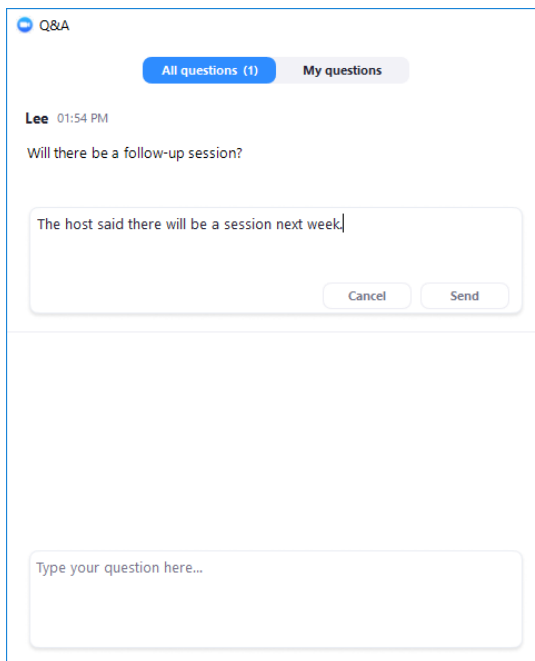 Q&A
All questions (1) My questions
Lee 01:54 PM
Will there be a follow-up session?
The host said there will be a session next week.
Cancel Send
Type your question here...